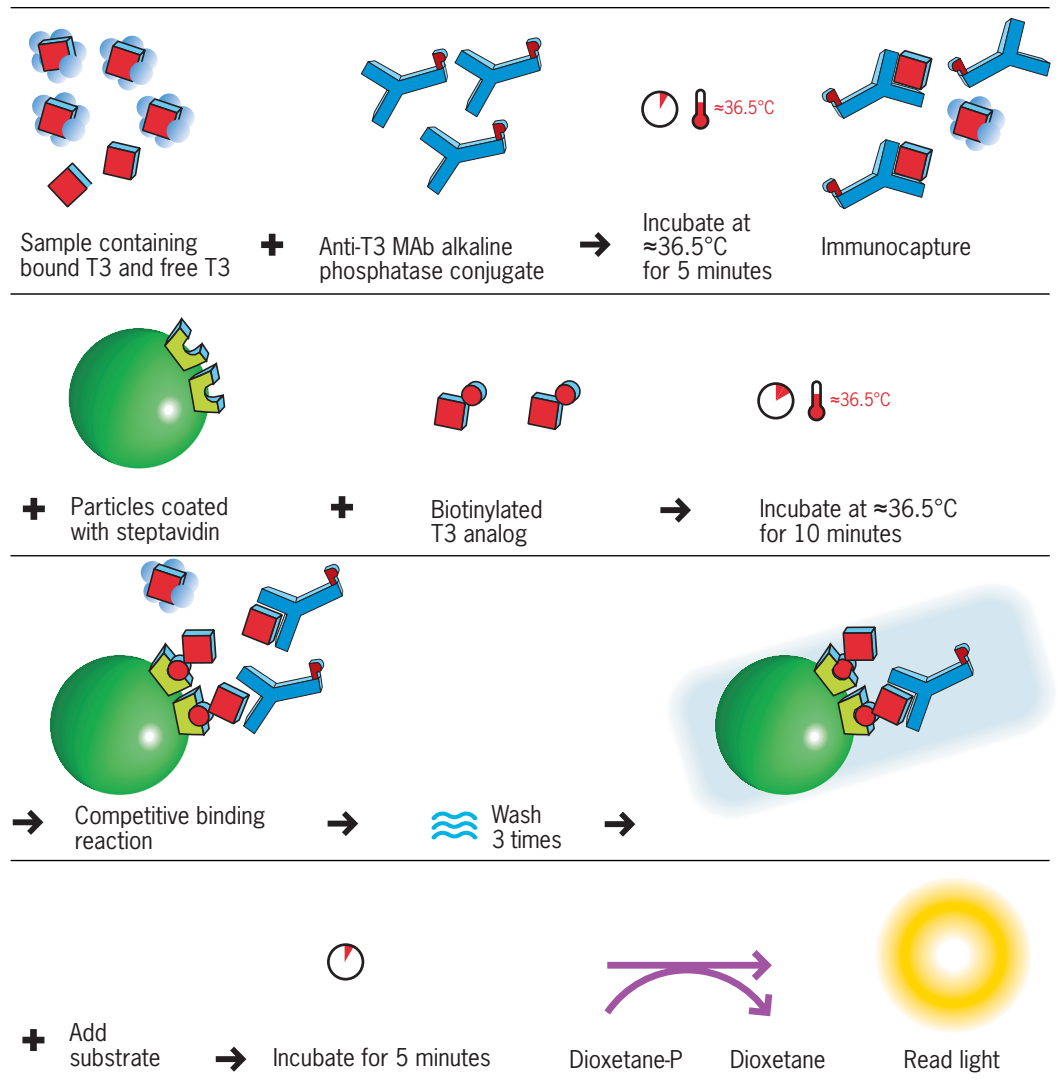 ≈36.5°C
Sample containing
bound T3 and free T3
+
Anti-T3 MAb alkaline
phosphatase conjugate
→
Incubate at
≈36.5°C
for 5 minutes
Immunocapture
≈36.5°C
+
Particles coated
with steptavidin
+
Biotinylated
T3 analog
→
Incubate at ≈36.5°C
for 10 minutes
→
Competitive binding
reaction
→
Wash
3 times
→
+
Add
substrate
→
Incubate for 5 minutes
Dioxetane-P
Dioxetane
Read light